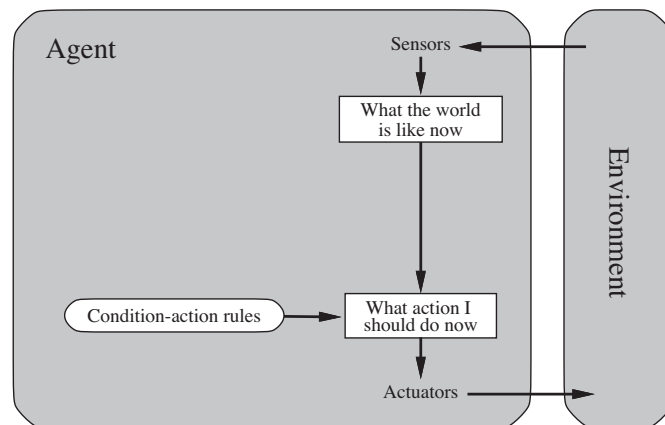 Agent
Sensors
What the world
is like now
Environment
Condition-action rules
What action I
should do now
Actuators